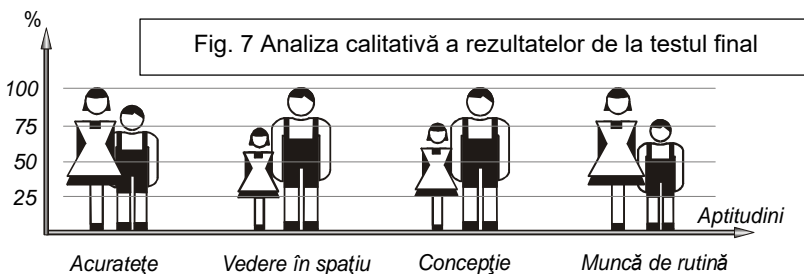 %
Fig. 7 Analiza calitativă a rezultatelor de la testul final
100
75
50
25
Aptitudini
Acurateţe Vedere în spaţiu Concepţie Muncă de rutină